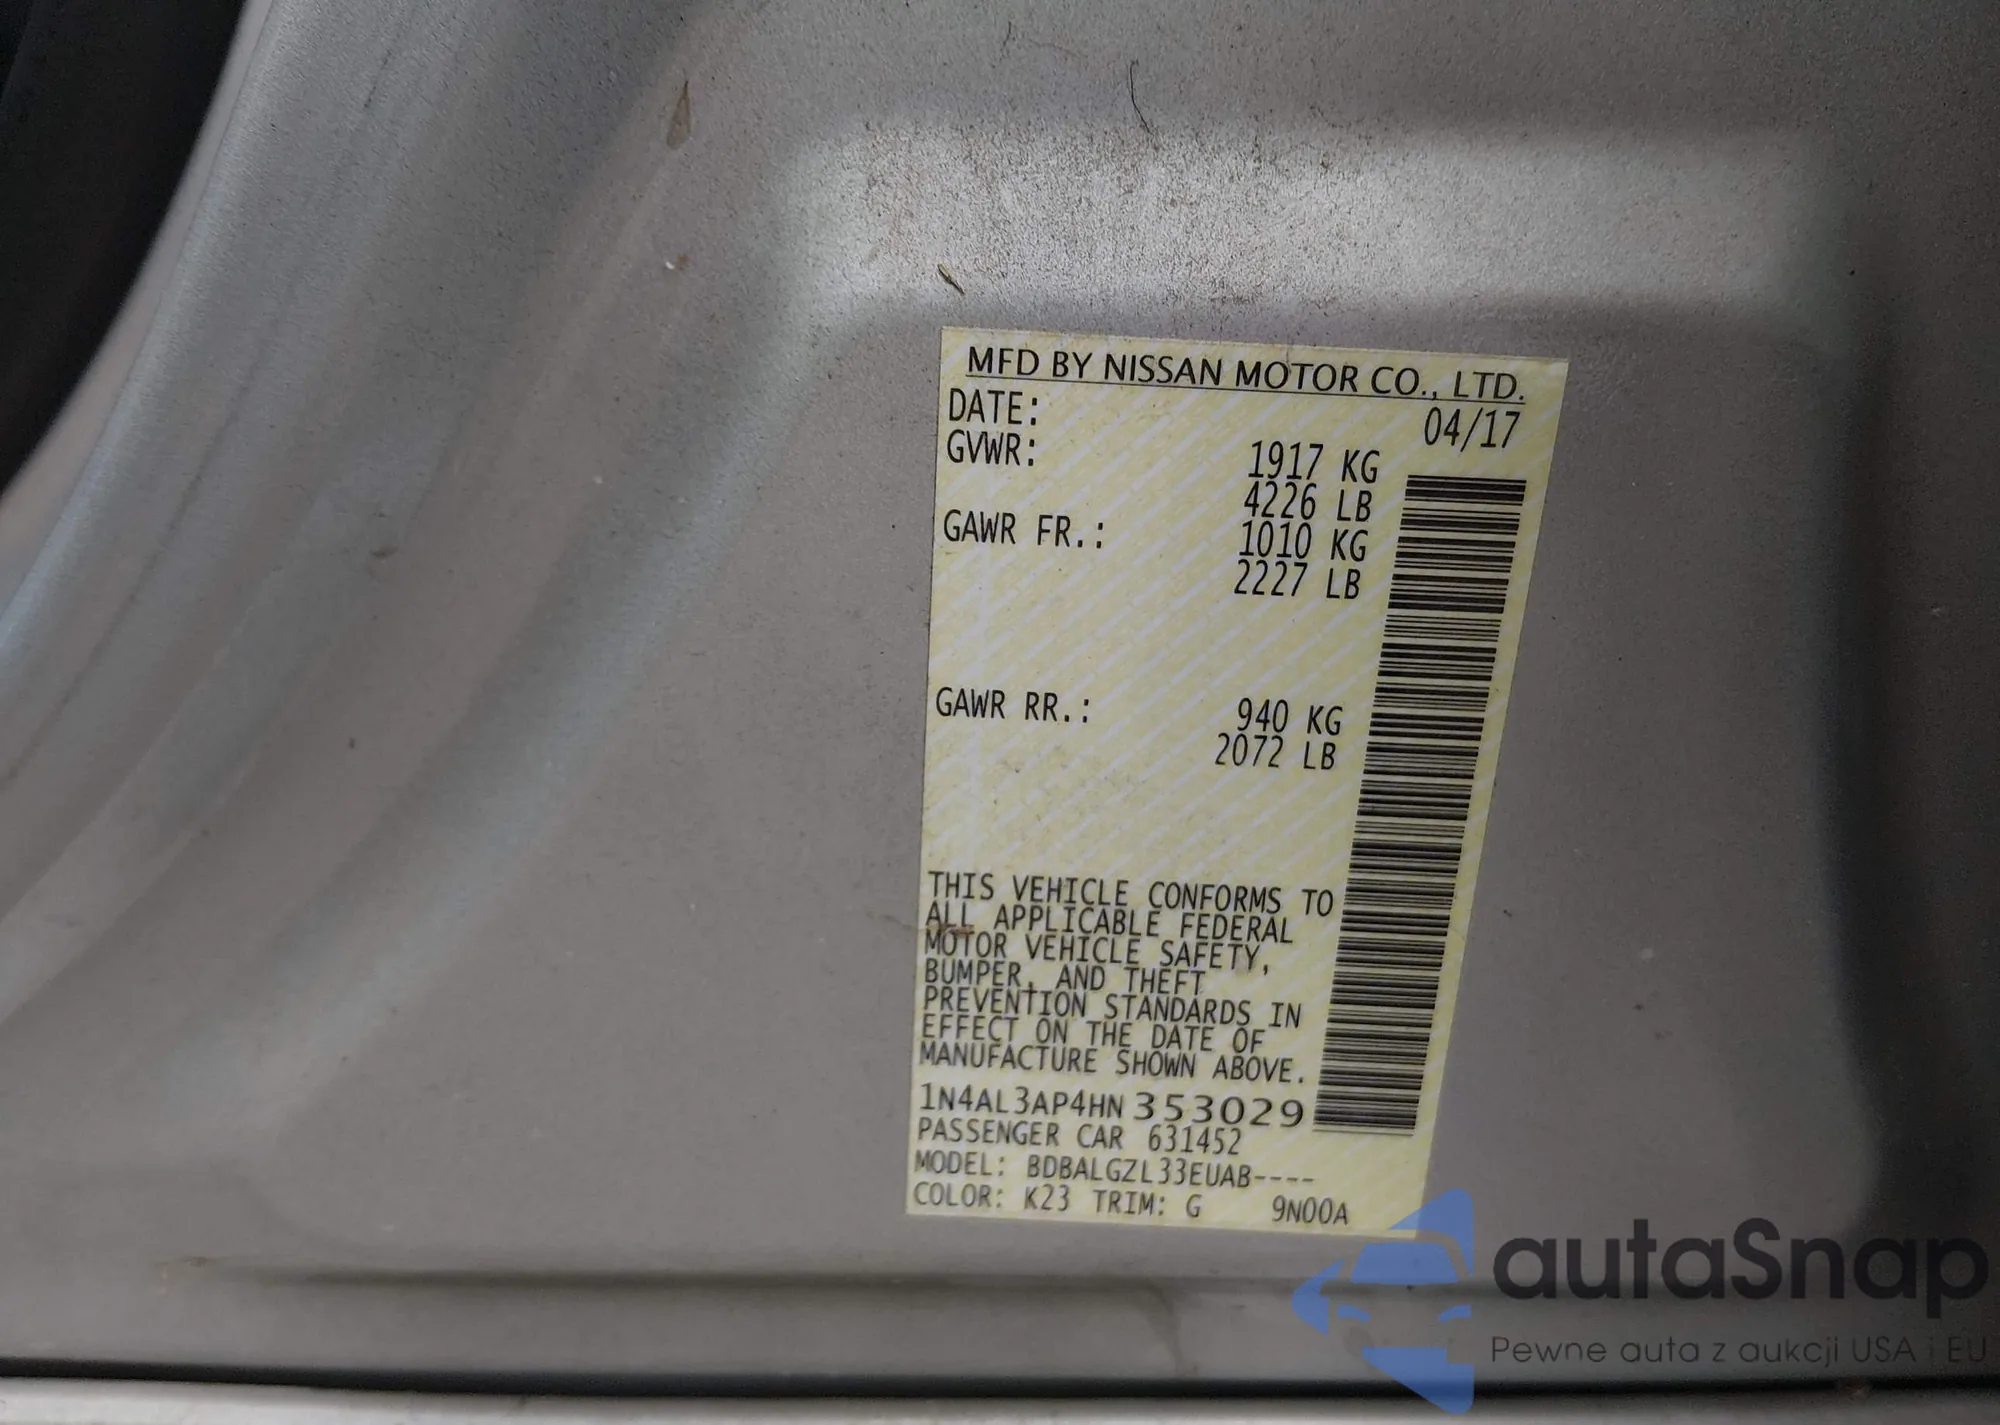 MFD BY NISSAN MOTOR CO., LTD.
DATE: 04/17
GVWR: 1917 KG
4226 LB
GAWR FR.: 1010 KG
2227 LB
GAWR RR.: 940 KG
2072 LB
THIS VEHICLE CONFORMS TO
ALL APPLICABLE FEDERAL
MOTOR VEHICLE SAFETY,
BUMPER, AND THEFT
PREVENTION STANDARDS IN
EFFECT ON THE DATE OF
MANUFACTURE SHOWN ABOVE.
1N4AL3AP4HN353029
PASSENGER CAR 631452
MODEL: BDBALGZL33EUAB----
COLOR: K23 TRIM: G 9N00A
autaSnap
Pewne auta z aukcji USA i EU